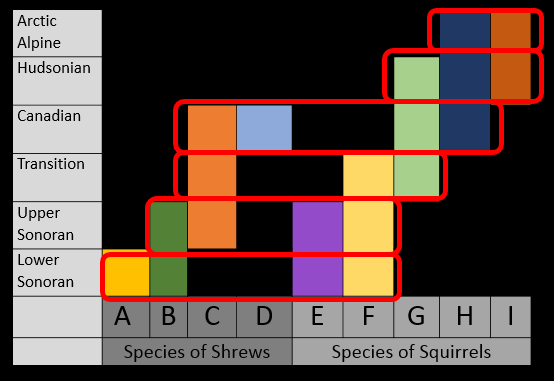 Arctic
Alpine
Hudsonian
Canadian
Transition
Upper
Sonoran
Lower
Sonoran
A B C D E F G H I
Species of Shrews Species of Squirrels